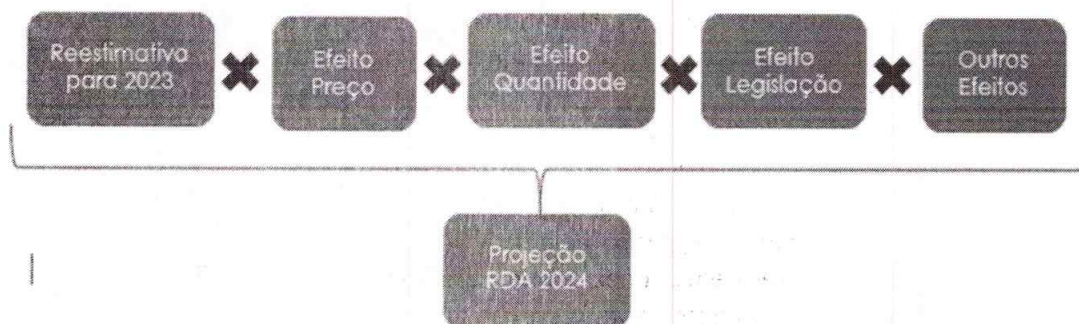 Reestimativa
para 2023
Efeito
Preço
Efeito
Quantidade
Efeito
Legislação
Outros
Efeitos
Projeção
RDA 2024